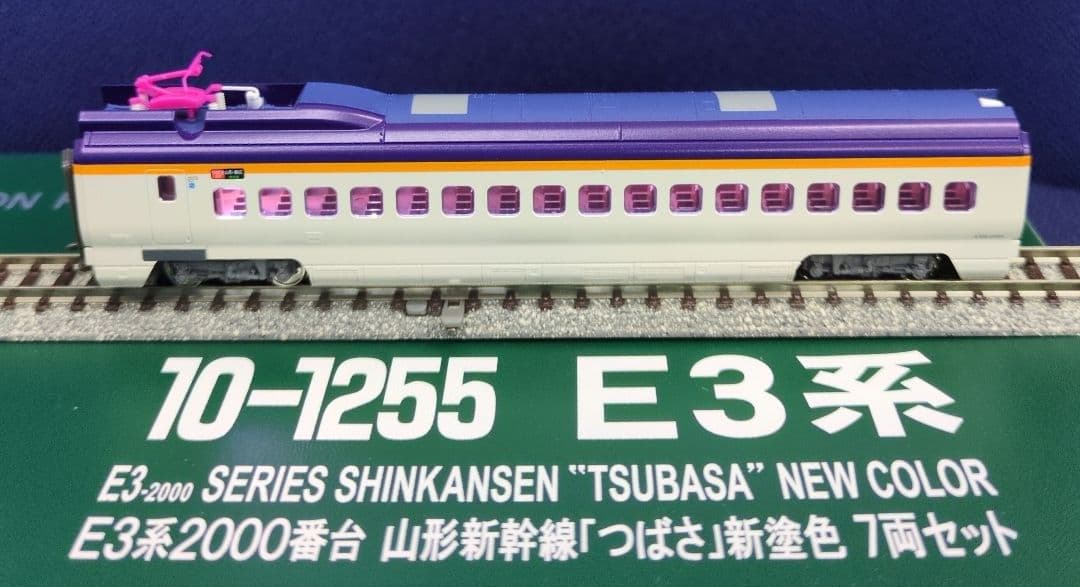 10-1255 E3系
E3-2000 SERIES SHINKANSEN "TSUBASA" NEW COLOR
E3系2000番台 山形新幹線「つばさ」新塗色 7両セット